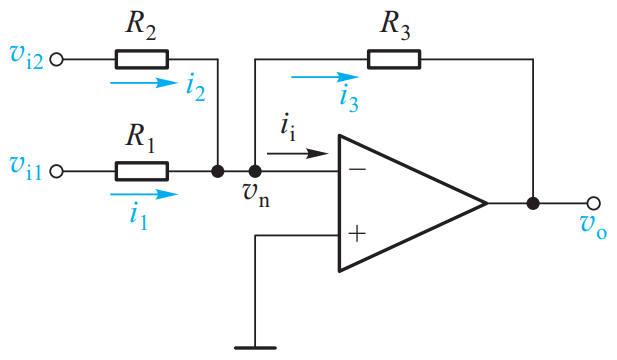 R₂ R₃
vᵢ₂ i₂ i₃
R₁ iᵢ
vᵢ₁ vₙ −
i₁ + vₒ